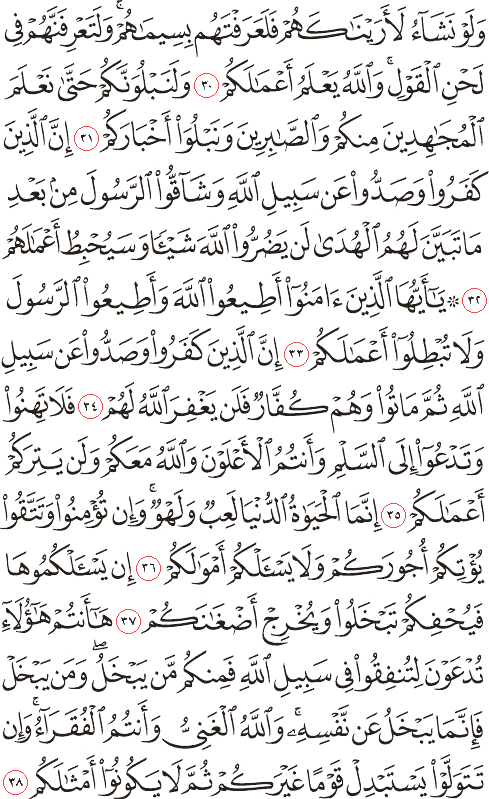 وَلَوْ نَشَآءُ لَأَرَيْنَٰكَهُمْ فَلَعَرَفْتَهُم بِسِيمَٰهُمْ ۚ وَلَتَعْرِفَنَّهُمْ فِى
لَحْنِ ٱلْقَوْلِ ۚ وَٱللَّهُ يَعْلَمُ أَعْمَٰلَكُمْ ٣٠ وَلَنَبْلُوَنَّكُمْ حَتَّىٰ نَعْلَمَ
ٱلْمُجَٰهِدِينَ مِنكُمْ وَٱلصَّٰبِرِينَ وَنَبْلُوَا۟ أَخْبَارَكُمْ ٣١ إِنَّ ٱلَّذِينَ
كَفَرُوا۟ وَصَدُّوا۟ عَن سَبِيلِ ٱللَّهِ وَشَآقُّوا۟ ٱلرَّسُولَ مِنۢ بَعْدِ
مَا تَبَيَّنَ لَهُمُ ٱلْهُدَىٰ لَن يَضُرُّوا۟ ٱللَّهَ شَيْـًٔا وَسَيُحْبِطُ أَعْمَٰلَهُمْ
٣٢ ۞ يَٰٓأَيُّهَا ٱلَّذِينَ ءَامَنُوٓا۟ أَطِيعُوا۟ ٱللَّهَ وَأَطِيعُوا۟ ٱلرَّسُولَ
وَلَا تُبْطِلُوٓا۟ أَعْمَٰلَكُمْ ٣٣ إِنَّ ٱلَّذِينَ كَفَرُوا۟ وَصَدُّوا۟ عَن سَبِيلِ
ٱللَّهِ ثُمَّ مَاتُوا۟ وَهُمْ كُفَّارٌ فَلَن يَغْفِرَ ٱللَّهُ لَهُمْ ٣٤ فَلَا تَهِنُوا۟
وَتَدْعُوٓا۟ إِلَى ٱلسَّلْمِ وَأَنتُمُ ٱلْأَعْلَوْنَ وَٱللَّهُ مَعَكُمْ وَلَن يَتِرَكُمْ
أَعْمَٰلَكُمْ ٣٥ إِنَّمَا ٱلْحَيَوٰةُ ٱلدُّنْيَا لَعِبٌ وَلَهْوٌ ۚ وَإِن تُؤْمِنُوا۟ وَتَتَّقُوا۟
يُؤْتِكُمْ أُجُورَكُمْ وَلَا يَسْـَٔلْكُمْ أَمْوَٰلَكُمْ ٣٦ إِن يَسْـَٔلْكُمُوهَا
فَيُحْفِكُمْ تَبْخَلُوا۟ وَيُخْرِجْ أَضْغَٰنَكُمْ ٣٧ هَٰٓأَنتُمْ هَٰٓؤُلَآءِ
تُدْعَوْنَ لِتُنفِقُوا۟ فِى سَبِيلِ ٱللَّهِ فَمِنكُم مَّن يَبْخَلُ ۖ وَمَن يَبْخَلْ
فَإِنَّمَا يَبْخَلُ عَن نَّفْسِهِۦ ۚ وَٱللَّهُ ٱلْغَنِىُّ وَأَنتُمُ ٱلْفُقَرَآءُ ۚ وَإِن
تَتَوَلَّوْا۟ يَسْتَبْدِلْ قَوْمًا غَيْرَكُمْ ثُمَّ لَا يَكُونُوٓا۟ أَمْثَٰلَكُم ٣٨